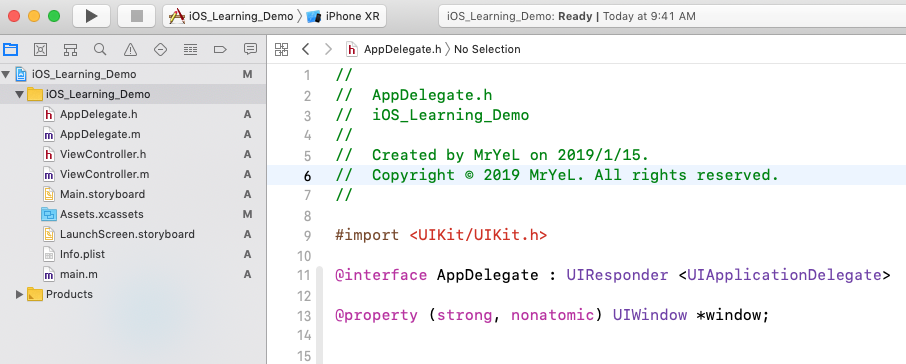 iOS_Learning_Demo 〉 iPhone XR
iOS_Learning_Demo: Ready | Today at 9:41 AM
AppDelegate.h 〉 No Selection
iOS_Learning_Demo M
iOS_Learning_Demo
h AppDelegate.h A
m AppDelegate.m A
h ViewController.h A
m ViewController.m A
Main.storyboard A
Assets.xcassets M
LaunchScreen.storyboard A
Info.plist A
m main.m A
Products
1 //
2 //  AppDelegate.h
3 //  iOS_Learning_Demo
4 //
5 //  Created by MrYeL on 2019/1/15.
6 //  Copyright © 2019 MrYeL. All rights reserved.
7 //
8
9 #import <UIKit/UIKit.h>
10
11 @interface AppDelegate : UIResponder <UIApplicationDelegate>
12
13 @property (strong, nonatomic) UIWindow *window;
14
15